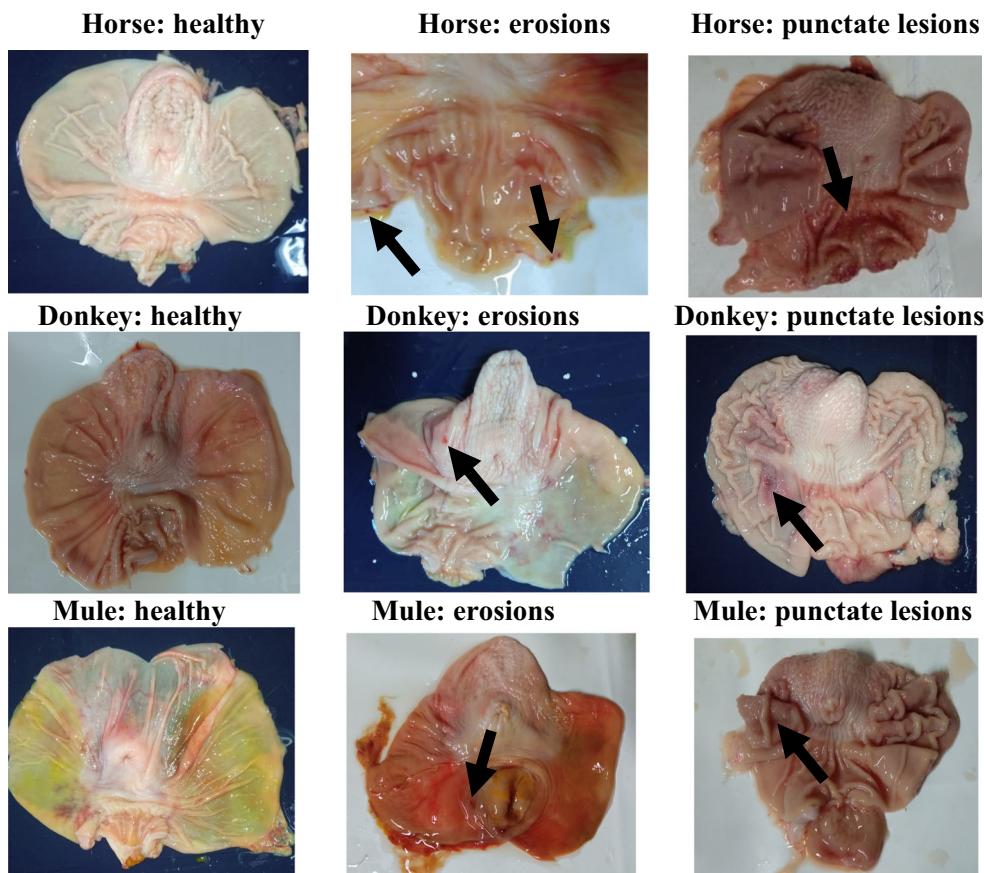 Horse: healthy
Horse: erosions
Horse: punctate lesions
Donkey: healthy
Donkey: erosions
Donkey: punctate lesions
Mule: healthy
Mule: erosions
Mule: punctate lesions